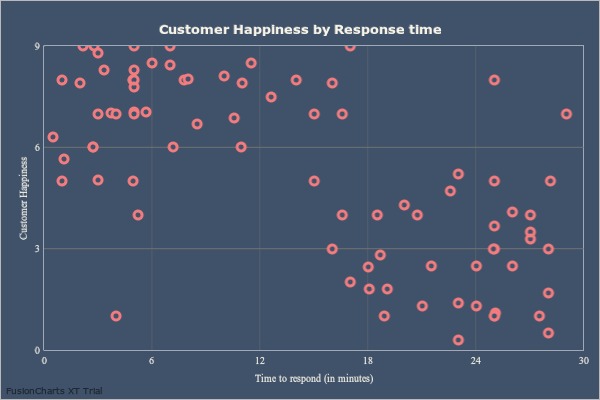 Customer Happiness by Response time
9
6
3
0
Customer Happiness
0 6 12 18 24 30
Time to respond (in minutes)
FusionCharts XT Trial